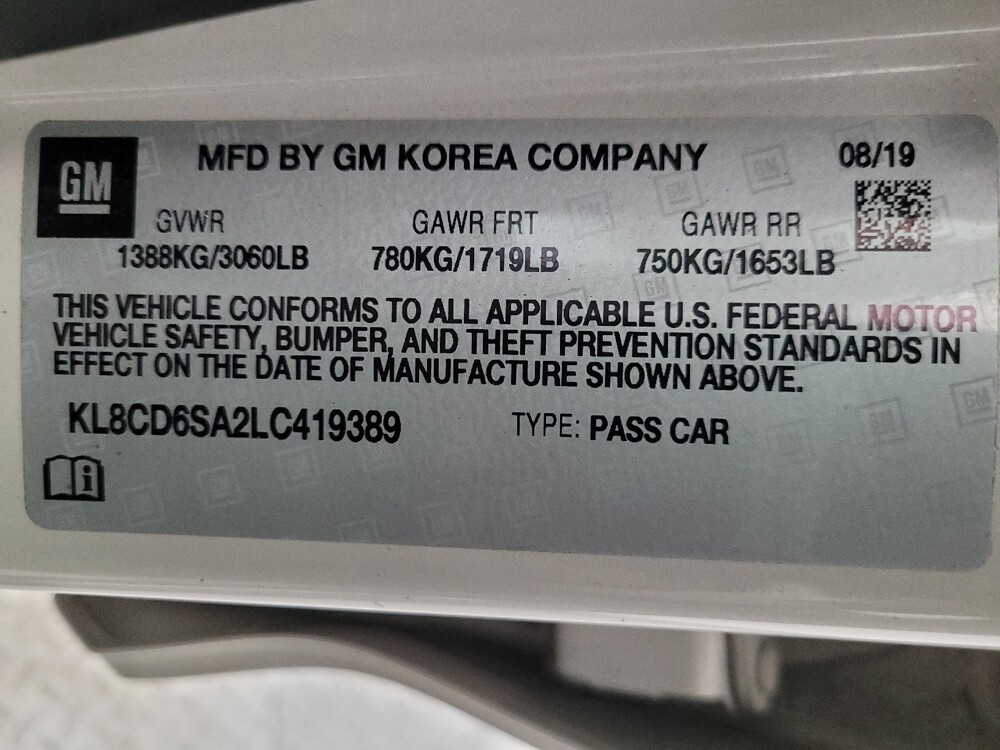 GM
MFD BY GM KOREA COMPANY 08/19
GVWR GAWR FRT GAWR RR
1388KG/3060LB 780KG/1719LB 750KG/1653LB
THIS VEHICLE CONFORMS TO ALL APPLICABLE U.S. FEDERAL MOTOR
VEHICLE SAFETY, BUMPER, AND THEFT PREVENTION STANDARDS IN
EFFECT ON THE DATE OF MANUFACTURE SHOWN ABOVE.
KL8CD6SA2LC419389 TYPE: PASS CAR